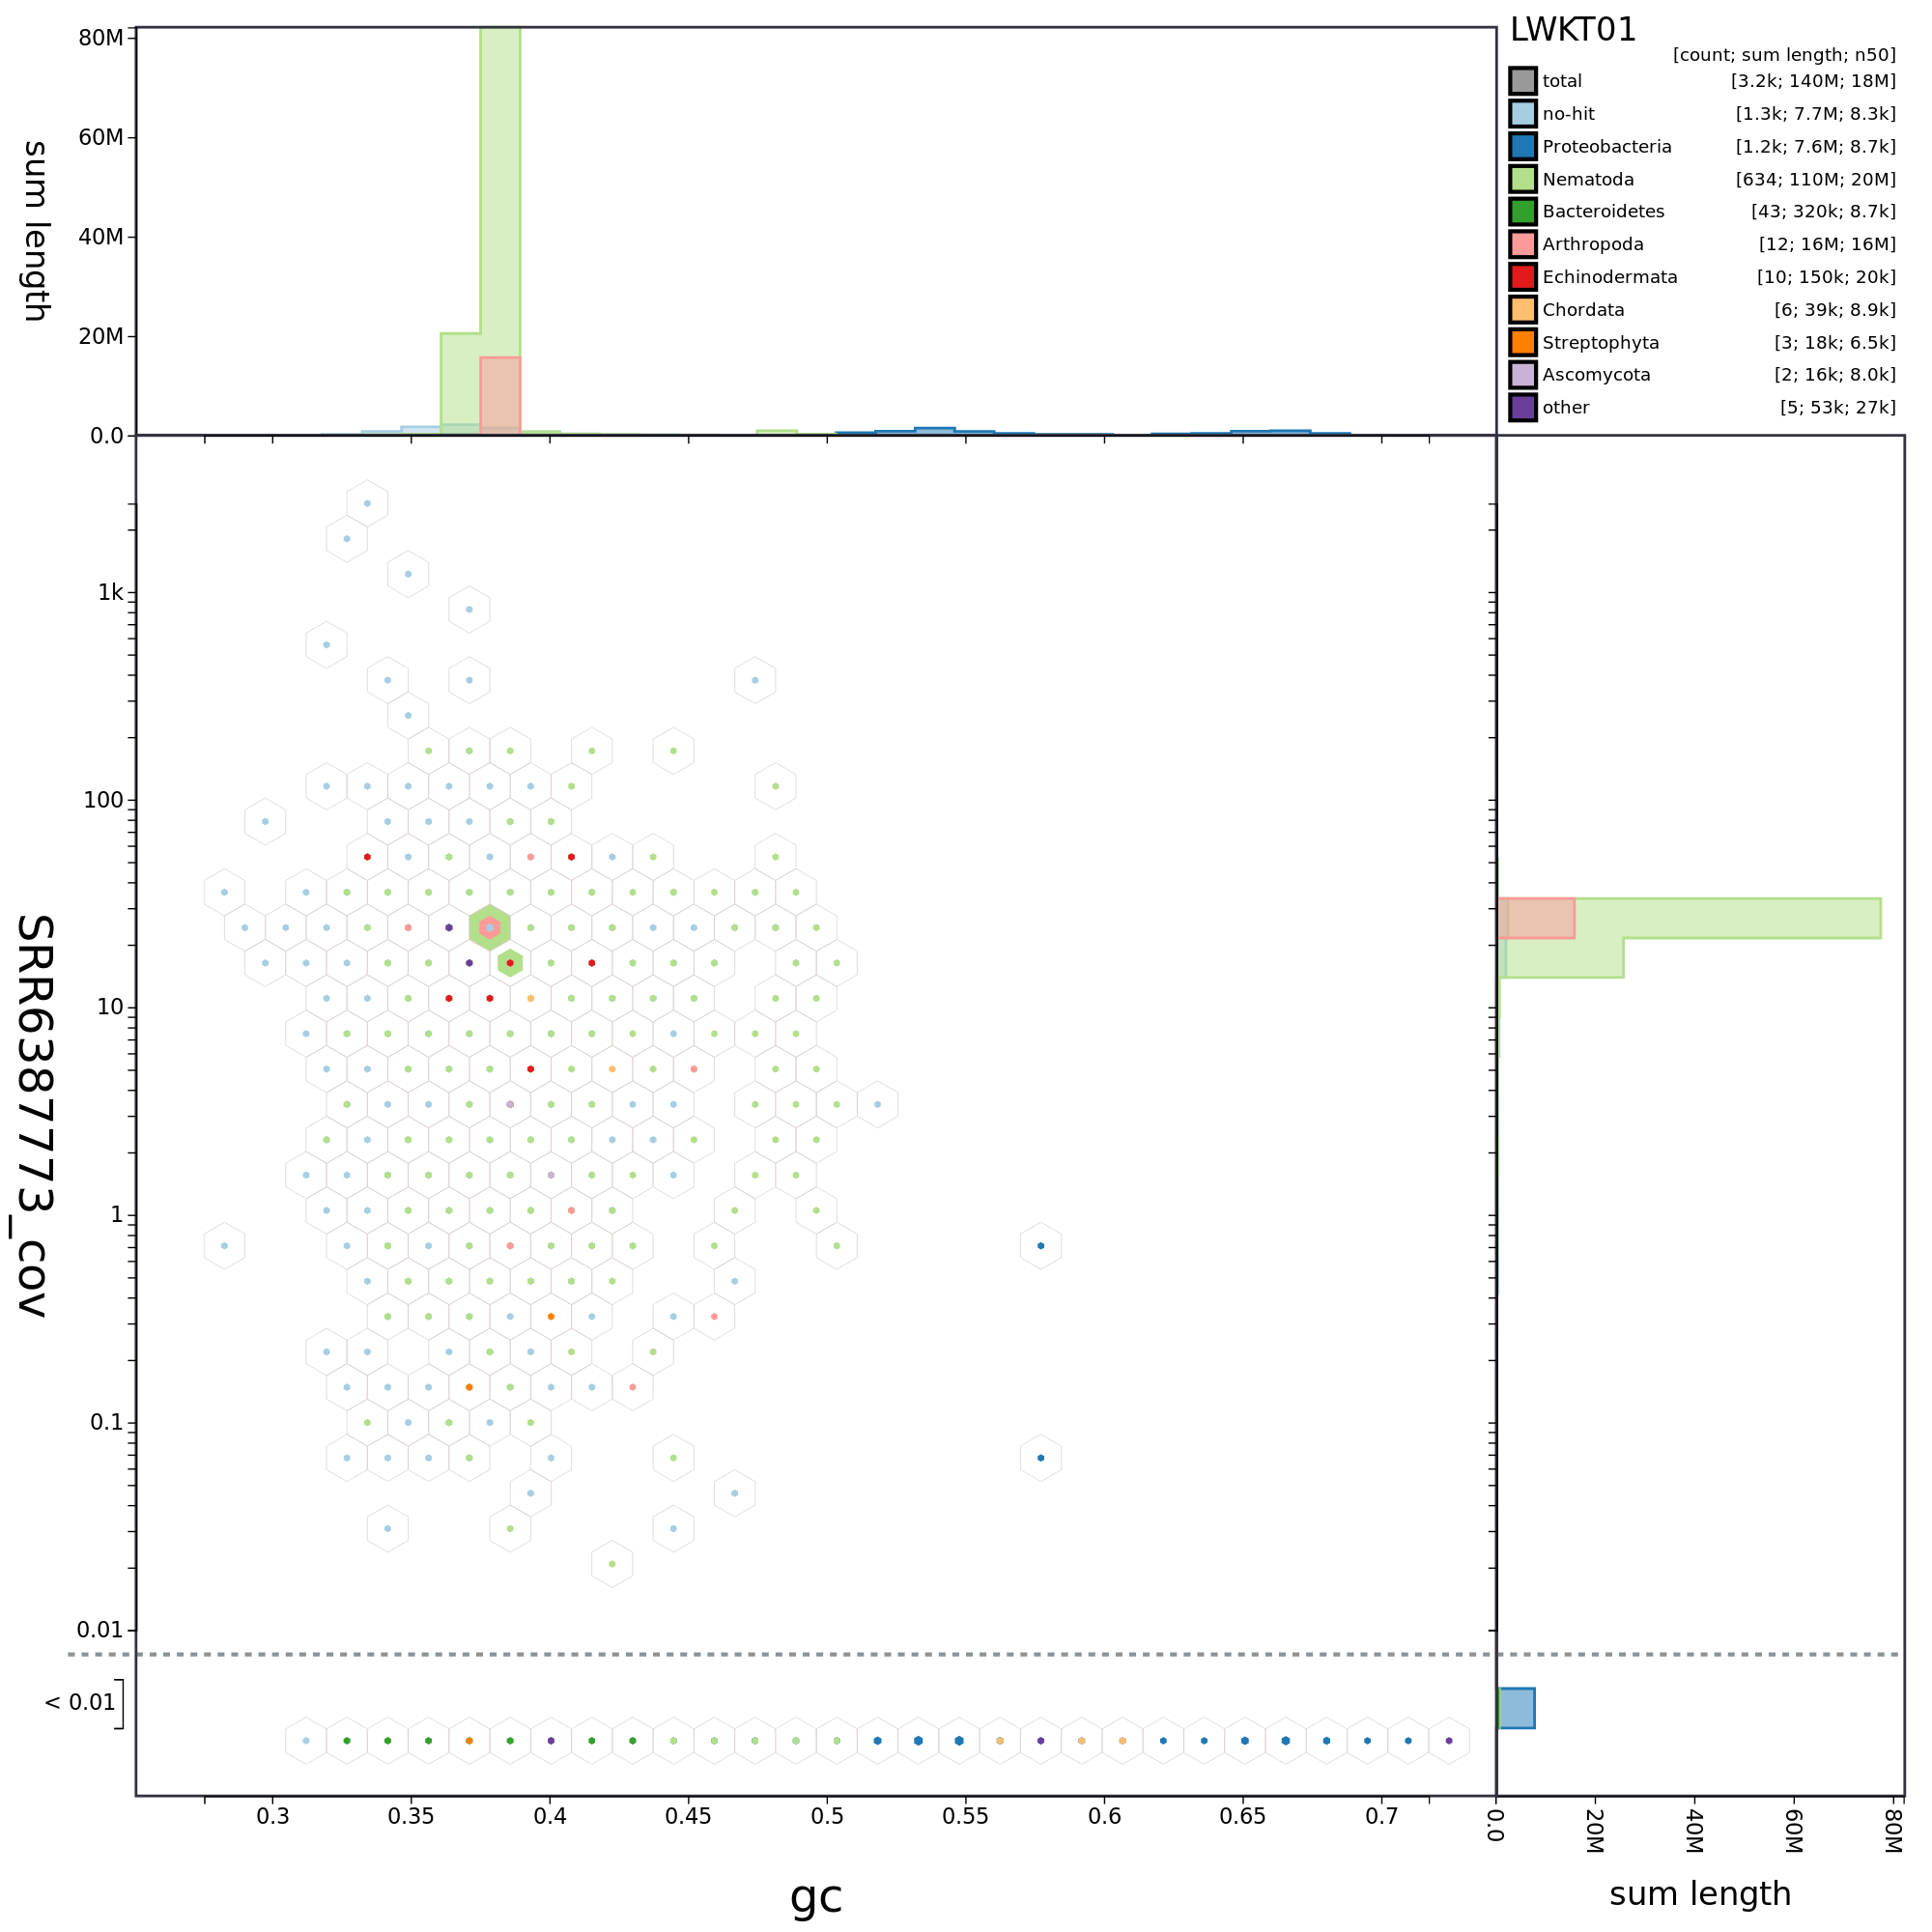 LWKT01
[count; sum length; n50]
total [3.2k; 140M; 18M]
no-hit [1.3k; 7.7M; 8.3k]
Proteobacteria [1.2k; 7.6M; 8.7k]
Nematoda [634; 110M; 20M]
Bacteroidetes [43; 320k; 8.7k]
Arthropoda [12; 16M; 16M]
Echinodermata [10; 150k; 20k]
Chordata [6; 39k; 8.9k]
Streptophyta [3; 18k; 6.5k]
Ascomycota [2; 16k; 8.0k]
other [5; 53k; 27k]
sum length
80M
60M
40M
20M
0.0
SRR6387773_cov
1k
100
10
1
0.1
0.01
< 0.01
0.3 0.35 0.4 0.45 0.5 0.55 0.6 0.65 0.7
gc
0.0 20M 40M 60M 80M
sum length